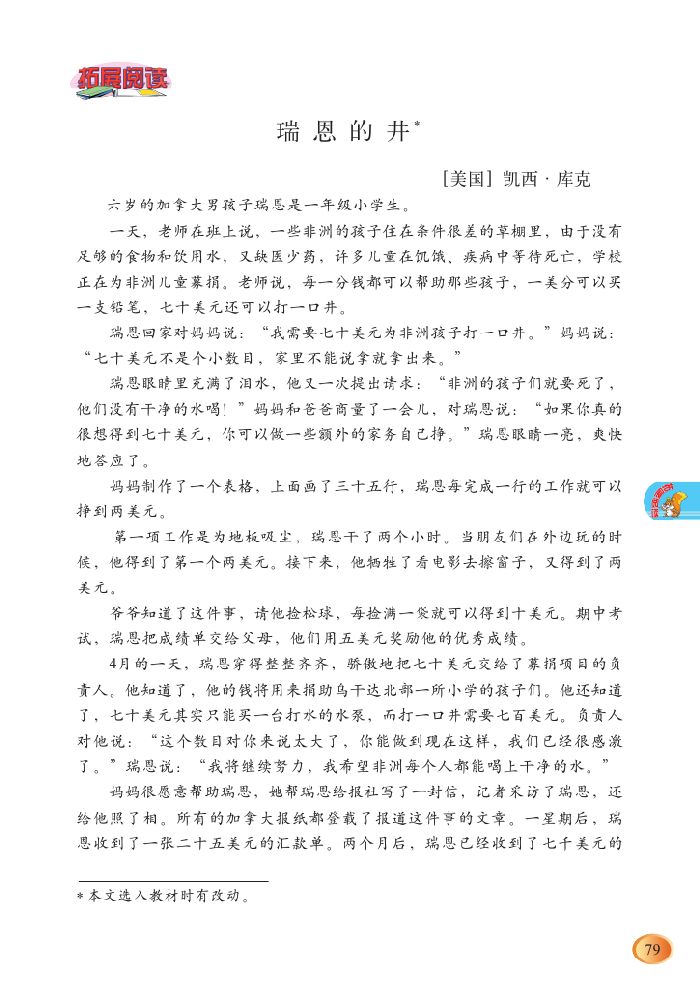 拓展阅读
瑞恩的井*
［美国］凯西·库克
六岁的加拿大男孩子瑞恩是一年级小学生。
一天，老师在班上说，一些非洲的孩子住在条件很差的草棚里，由于没有
足够的食物和饮用水，又缺医少药，许多儿童在饥饿、疾病中等待死亡，学校
正在为非洲儿童募捐。老师说，每一分钱都可以帮助那些孩子，一美分可以买
一支铅笔，七十美元还可以打一口井。
瑞恩回家对妈妈说：“我需要七十美元为非洲孩子打一口井。”妈妈说：
“七十美元不是个小数目，家里不能说拿就拿出来。”
瑞恩眼睛里充满了泪水，他又一次提出请求：“非洲的孩子们就要死了，
他们没有干净的水喝！”妈妈和爸爸商量了一会儿，对瑞恩说：“如果你真的
很想得到七十美元，你可以做一些额外的家务自己挣。”瑞恩眼睛一亮，爽快
地答应了。
妈妈制作了一个表格，上面画了三十五行，瑞恩每完成一行的工作就可以
挣到两美元。
第一项工作是为地板吸尘，瑞恩干了两个小时。当朋友们在外边玩的时
候，他得到了第一个两美元。接下来，他牺牲了看电影去擦窗子，又得到了两
美元。
爷爷知道了这件事，请他捡松球，每捡满一袋就可以得到十美元。期中考
试，瑞恩把成绩单交给父母，他们用五美元奖励他的优秀成绩。
4月的一天，瑞恩穿得整整齐齐，骄傲地把七十美元交给了募捐项目的负
责人。他知道了，他的钱将用来捐助乌干达北部一所小学的孩子们。他还知道
了，七十美元其实只能买一台打水的水泵，而打一口井需要七百美元。负责人
对他说：“这个数目对你来说太大了，你能做到现在这样，我们已经很感激
了。”瑞恩说：“我将继续努力，我希望非洲每个人都能喝上干净的水。”
妈妈很愿意帮助瑞恩，她帮瑞恩给报社写了一封信，记者采访了瑞恩，还
给他照了相。所有的加拿大报纸都登载了报道这件事的文章。一星期后，瑞
恩收到了一张二十五美元的汇款单。两个月后，瑞恩已经收到了七千美元的
*本文选入教材时有改动。
79